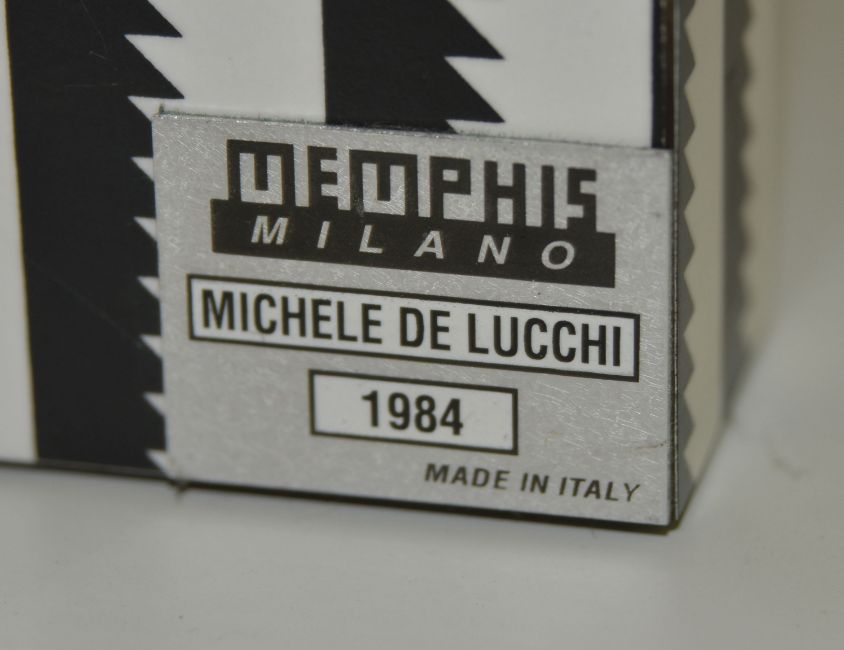 MEMPHIS
MILANO
MICHELE DE LUCCHI
1984
MADE IN ITALY